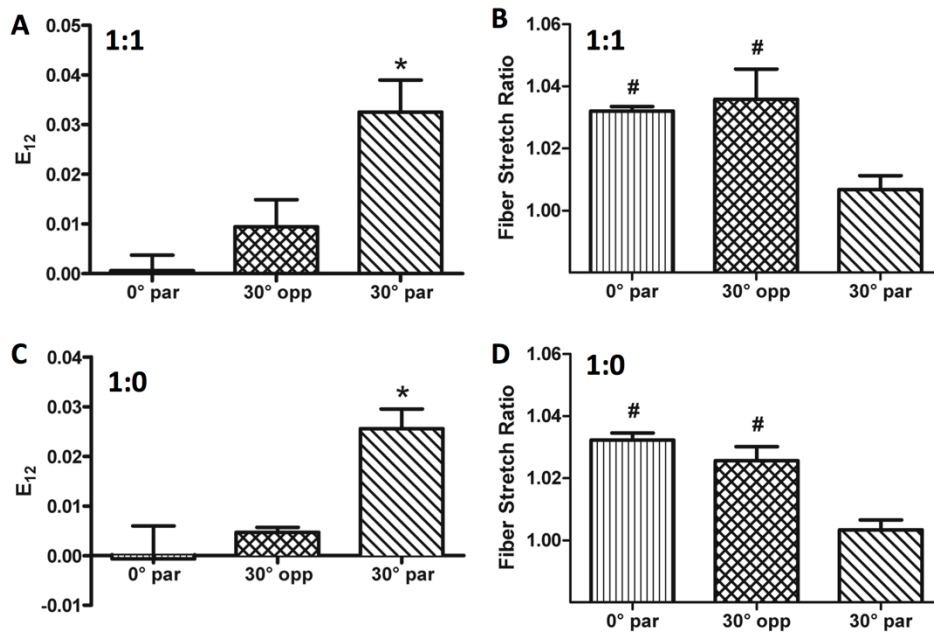 A
1:1
E12
0.05
0.04
0.03
0.02
0.01
0.00
*
0° par
30° opp
30° par
B
1:1
Fiber Stretch Ratio
1.06
1.04
1.02
1.00
#
#
0° par
30° opp
30° par
C
1:0
E12
0.04
0.03
0.02
0.01
0.00
-0.01
*
0° par
30° opp
30° par
D
1:0
Fiber Stretch Ratio
1.06
1.04
1.02
1.00
#
#
0° par
30° opp
30° par